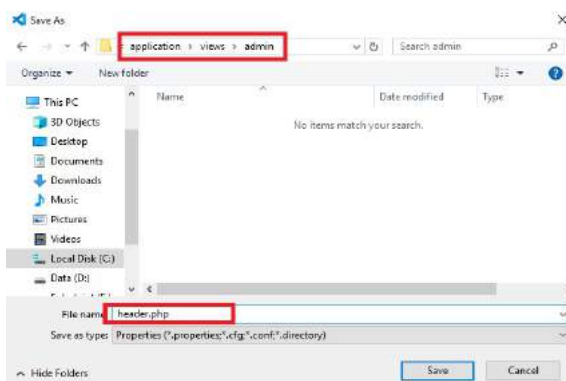 Save As
application > views > admin
Search admin
Organize
New folder
Name
Date modified
Type
This PC
No items match your search.
3D Objects
Desktop
Documents
Downloads
Music
Pictures
Videos
Local Disk (C:)
Data (D:)
File name: header.php
Save as type: Properties (*.properties;*.cfg;*.conf;*.directory)
Hide Folders
Save
Cancel